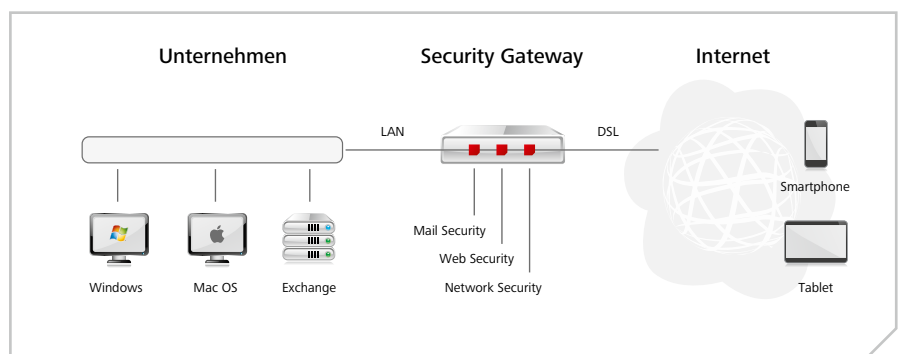 Unternehmen
Security Gateway
Internet
LAN
DSL
Smartphone
Mail Security
Web Security
Network Security
Windows
Mac OS
Exchange
Tablet